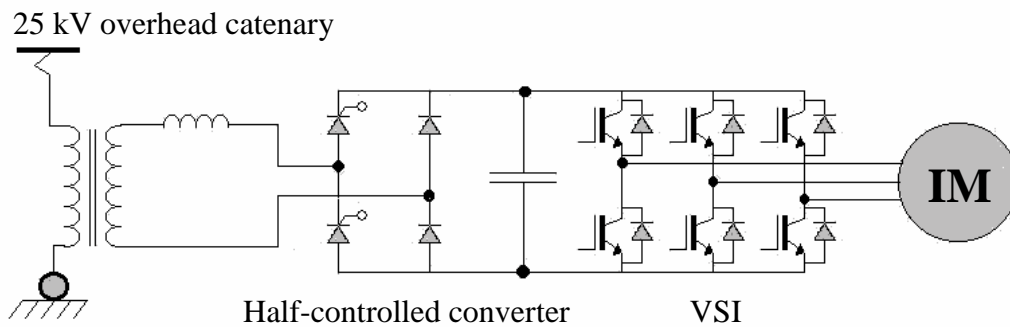 25 kV overhead catenary
IM
Half-controlled converter
VSI